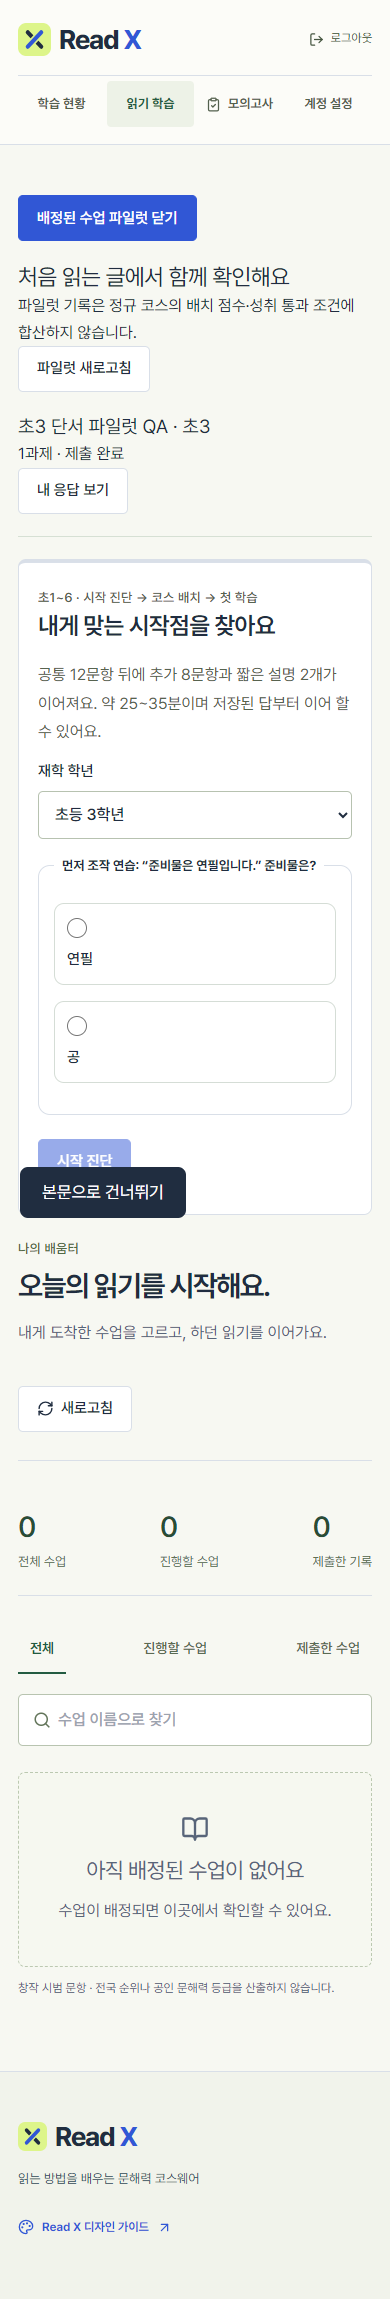 Read X
로그아웃
학습 현황
읽기 학습
모의고사
계정 설정
배정된 수업 파일럿 닫기
처음 읽는 글에서 함께 확인해요
파일럿 기록은 정규 코스의 배치 점수·성취 통과 조건에
합산하지 않습니다.
파일럿 새로고침
초3 단서 파일럿 QA · 초3
1과제 · 제출 완료
내 응답 보기
초1~6 · 시작 진단 → 코스 배치 → 첫 학습
내게 맞는 시작점을 찾아요
공통 12문항 뒤에 추가 8문항과 짧은 설명 2개가
이어져요. 약 25~35분이며 저장된 답부터 이어 할
수 있어요.
재학 학년
초등 3학년
먼저 조작 연습: “준비물은 연필입니다.” 준비물은?
연필
공
시작 진단
본문으로 건너뛰기
나의 배움터
오늘의 읽기를 시작해요.
내게 도착한 수업을 고르고, 하던 읽기를 이어가요.
새로고침
0
전체 수업
0
진행할 수업
0
제출한 기록
전체
진행할 수업
제출한 수업
수업 이름으로 찾기
아직 배정된 수업이 없어요
수업이 배정되면 이곳에서 확인할 수 있어요.
창작 시범 문항 · 전국 순위나 공인 문해력 등급을 산출하지 않습니다.
Read X
읽는 방법을 배우는 문해력 코스웨어
Read X 디자인 가이드